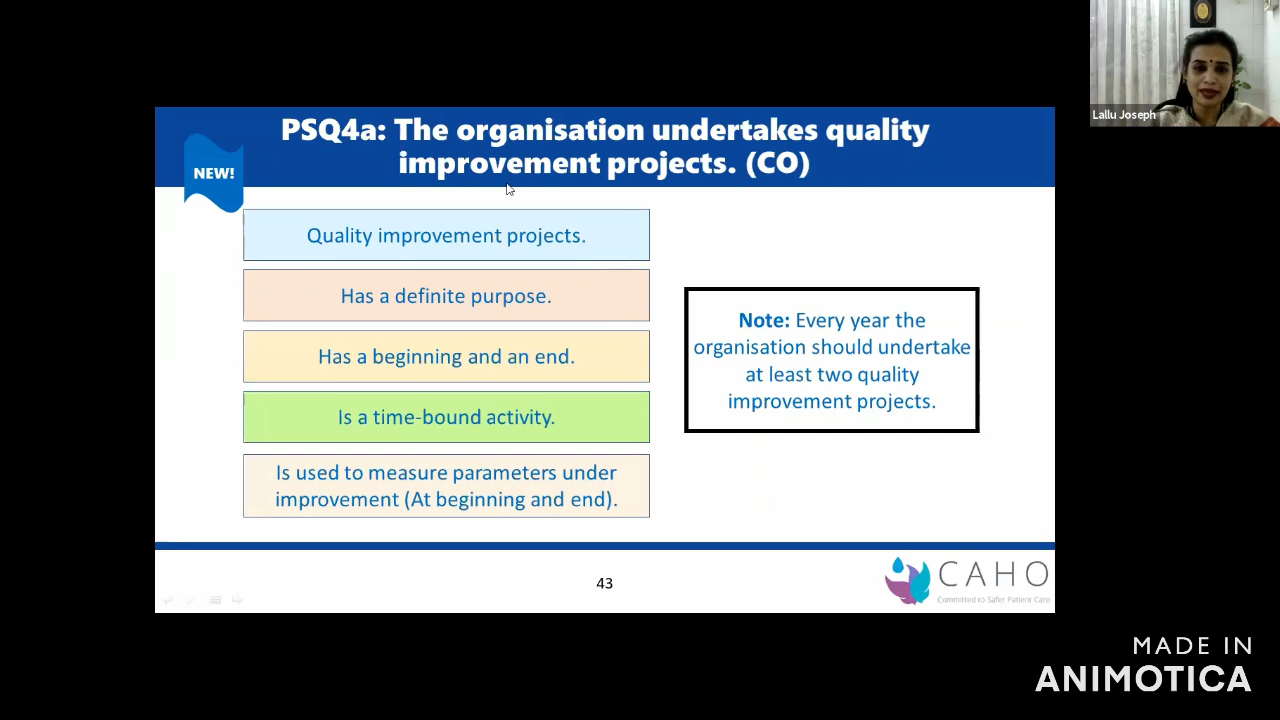 Lallu Joseph
PSQ4a: The organisation undertakes quality
improvement projects. (CO)
NEW!
Quality improvement projects.
Has a definite purpose.
Has a beginning and an end.
Is a time-bound activity.
Is used to measure parameters under
improvement (At beginning and end).
Note: Every year the
organisation should undertake
at least two quality
improvement projects.
43
CAHO
Committed to Safer Patient Care
MADE IN
ANIMOTICA